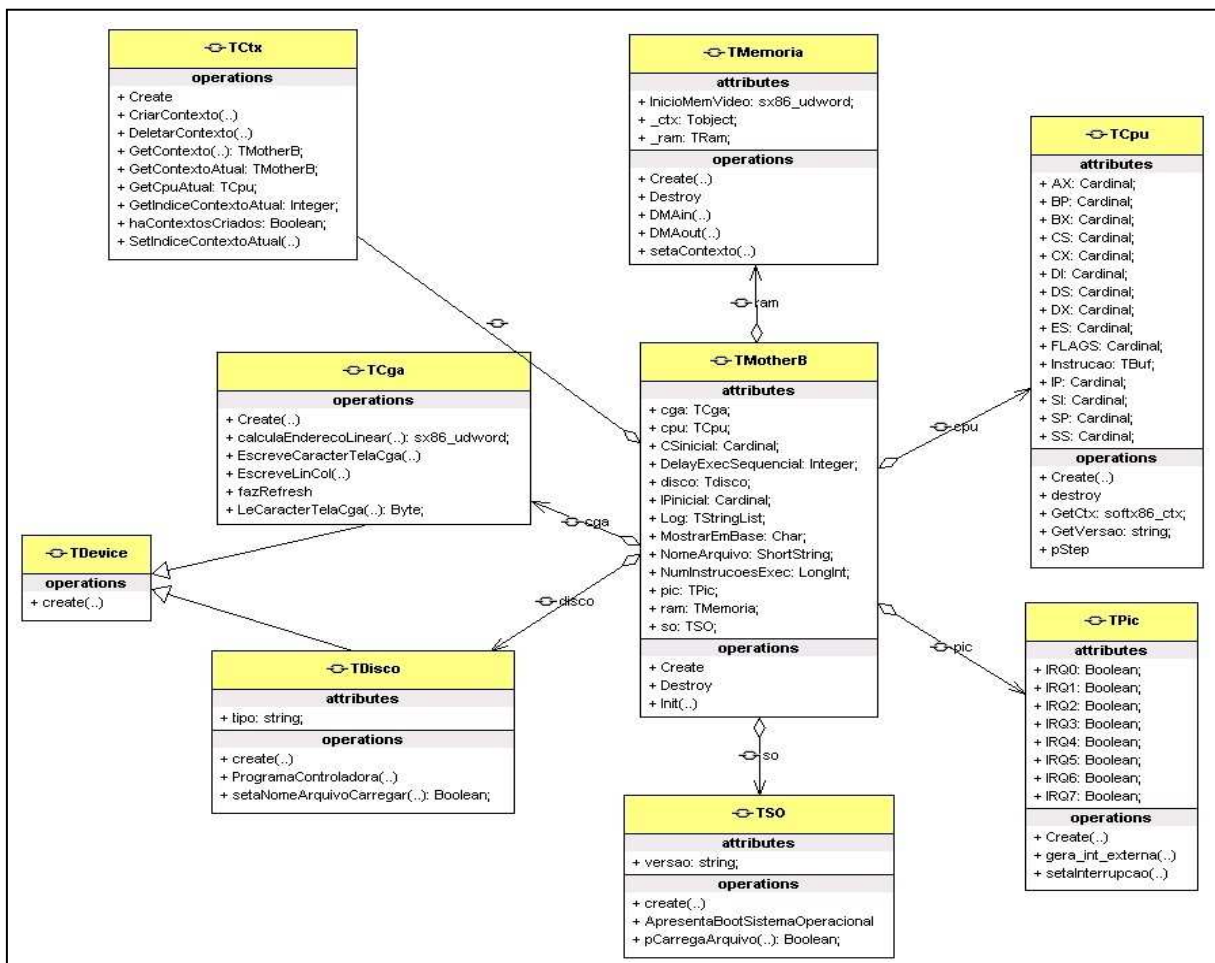 TCtx
operations
+ Create
+ CriarContexto(..)
+ DeletarContexto(..)
+ GetContexto(..): TMotherB;
+ GetContextoAtual: TMotherB;
+ GetCpuAtual: TCpu;
+ GetIndiceContextoAtual: Integer;
+ haContextosCriados: Boolean;
+ SetIndiceContextoAtual(..)
TMemoria
attributes
+ InicioMemVideo: sx86_udword;
+ _ctx: Tobject;
+ _ram: TRam;
operations
+ Create(..)
+ Destroy
+ DMAin(..)
+ DMAout(..)
+ setaContexto(..)
TCpu
attributes
+ AX: Cardinal;
+ BP: Cardinal;
+ BX: Cardinal;
+ CS: Cardinal;
+ CX: Cardinal;
+ DI: Cardinal;
+ DS: Cardinal;
+ DX: Cardinal;
+ ES: Cardinal;
+ FLAGS: Cardinal;
+ Instrucao: TBuf;
+ IP: Cardinal;
+ SI: Cardinal;
+ SP: Cardinal;
+ SS: Cardinal;
operations
+ Create(..)
+ destroy
+ GetCtx: softx86_ctx;
+ GetVersao: string;
+ pStep
ram
TCga
operations
+ Create(..)
+ calculaEnderecoLinear(..): sx86_udword;
+ EscreveCaracterTelaCga(..)
+ EscreveLinCol(..)
+ fazRefresh
+ LeCaracterTelaCga(..): Byte;
TMotherB
attributes
+ cga: TCga;
+ cpu: TCpu;
+ CSinicial: Cardinal;
+ DelayExecSequencial: Integer;
+ disco: Tdisco;
+ IPinicial: Cardinal;
+ Log: TStringList;
+ MostrarEmBase: Char;
+ NomeArquivo: ShortString;
+ NumInstrucoesExec: LongInt;
+ pic: TPic;
+ ram: TMemoria;
+ so: TSO;
operations
+ Create
+ Destroy
+ Init(..)
cpu
cga
disco
pic
so
TDevice
operations
+ create(..)
TDisco
attributes
+ tipo: string;
operations
+ create(..)
+ ProgramaControladora(..)
+ setaNomeArquivoCarregar(..): Boolean;
TPic
attributes
+ IRQ0: Boolean;
+ IRQ1: Boolean;
+ IRQ2: Boolean;
+ IRQ3: Boolean;
+ IRQ4: Boolean;
+ IRQ5: Boolean;
+ IRQ6: Boolean;
+ IRQ7: Boolean;
operations
+ Create(..)
+ gera_int_externa(..)
+ setaInterrupcao(..)
TSO
attributes
+ versao: string;
operations
+ create(..)
+ ApresentaBootSistemaOperacional
+ pCarregaArquivo(..): Boolean;